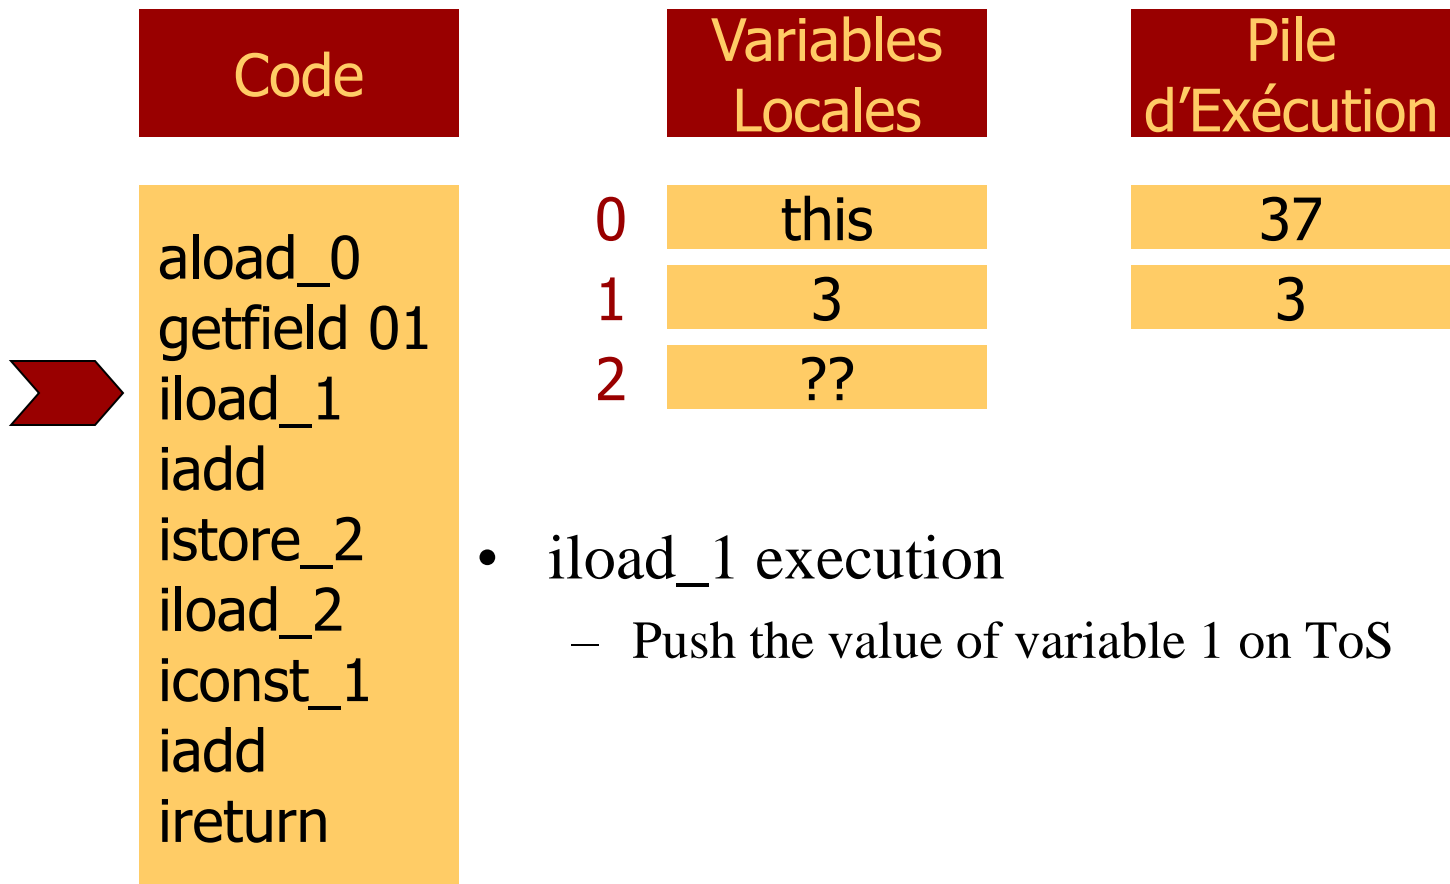 Code
Variables
Locales
Pile
d’Exécution
aload_0
getfield 01
iload_1
iadd
istore_2
iload_2
iconst_1
iadd
ireturn
0 this
1 3
2 ??
37
3
• iload_1 execution
– Push the value of variable 1 on ToS